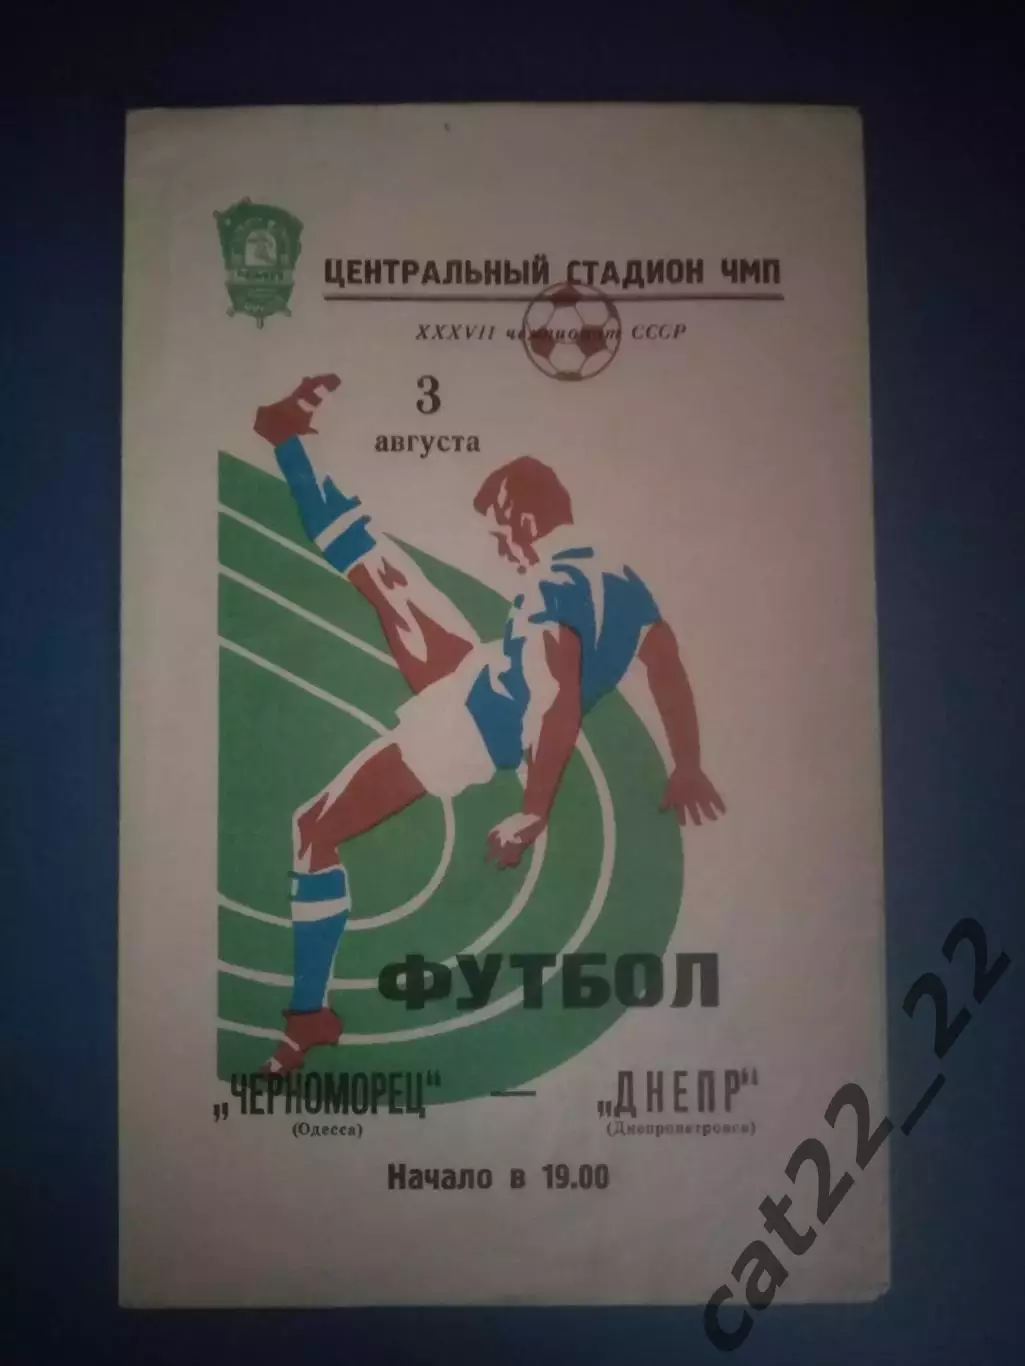 ЦЕНТРАЛЬНЫЙ СТАДИОН ЧМП
XXXVII чемпионат СССР
3
августа
ФУТБОЛ
„ЧЕРНОМОРЕЦ“ — „ДНЕПР“
(Одесса) (Днепропетровск)
Начало в 19.00
cat22_22